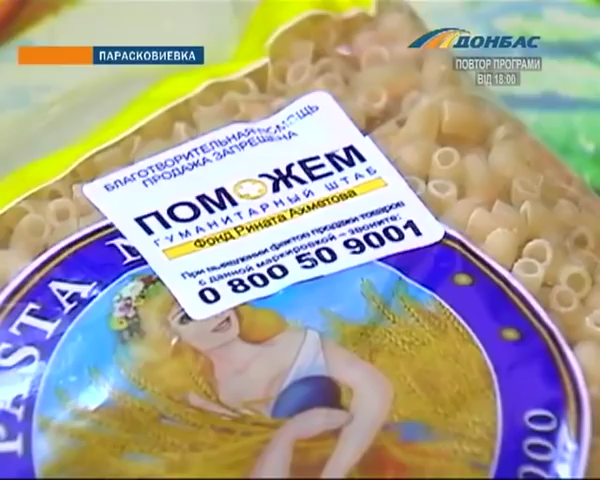 ПАРАСКОВИЕВКА
ДОНБАС
ПОВТОР ПРОГРАМИ
ВІД 18:00
БЛАГОТВОРИТЕЛЬНАЯ ПОМОЩЬ
ПРОДАЖА ЗАПРЕЩЕНА
ПОМОЖЕМ
ГУМАНИТАРНЫЙ ШТАБ
Фонд Рината Ахметова
При выявлении фактов продажи товаров
с данной маркировкой – звоните:
0 800 50 9001
PASTA
000